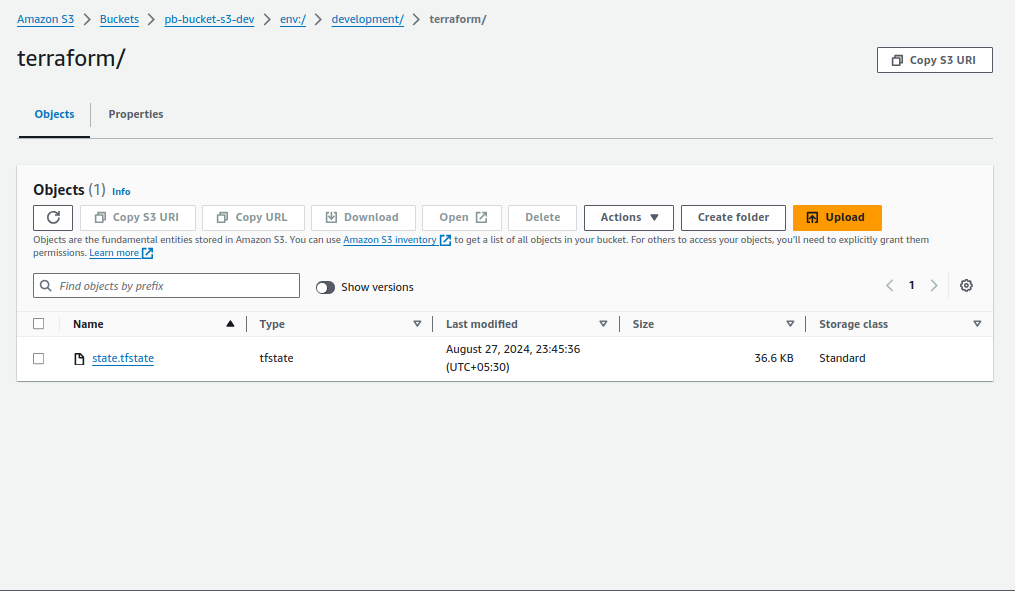 Amazon S3 > Buckets > pb-bucket-s3-dev > env:/ > development/ > terraform/
terraform/
Copy S3 URI
Objects Properties
Objects (1) Info
Copy S3 URI Copy URL Download Open Delete Actions Create folder Upload
Objects are the fundamental entities stored in Amazon S3. You can use Amazon S3 inventory to get a list of all objects in your bucket. For others to access your objects, you'll need to explicitly grant them
permissions. Learn more
Find objects by prefix Show versions 1
Name Type Last modified Size Storage class
state.tfstate tfstate August 27, 2024, 23:45:36 36.6 KB Standard
(UTC+05:30)